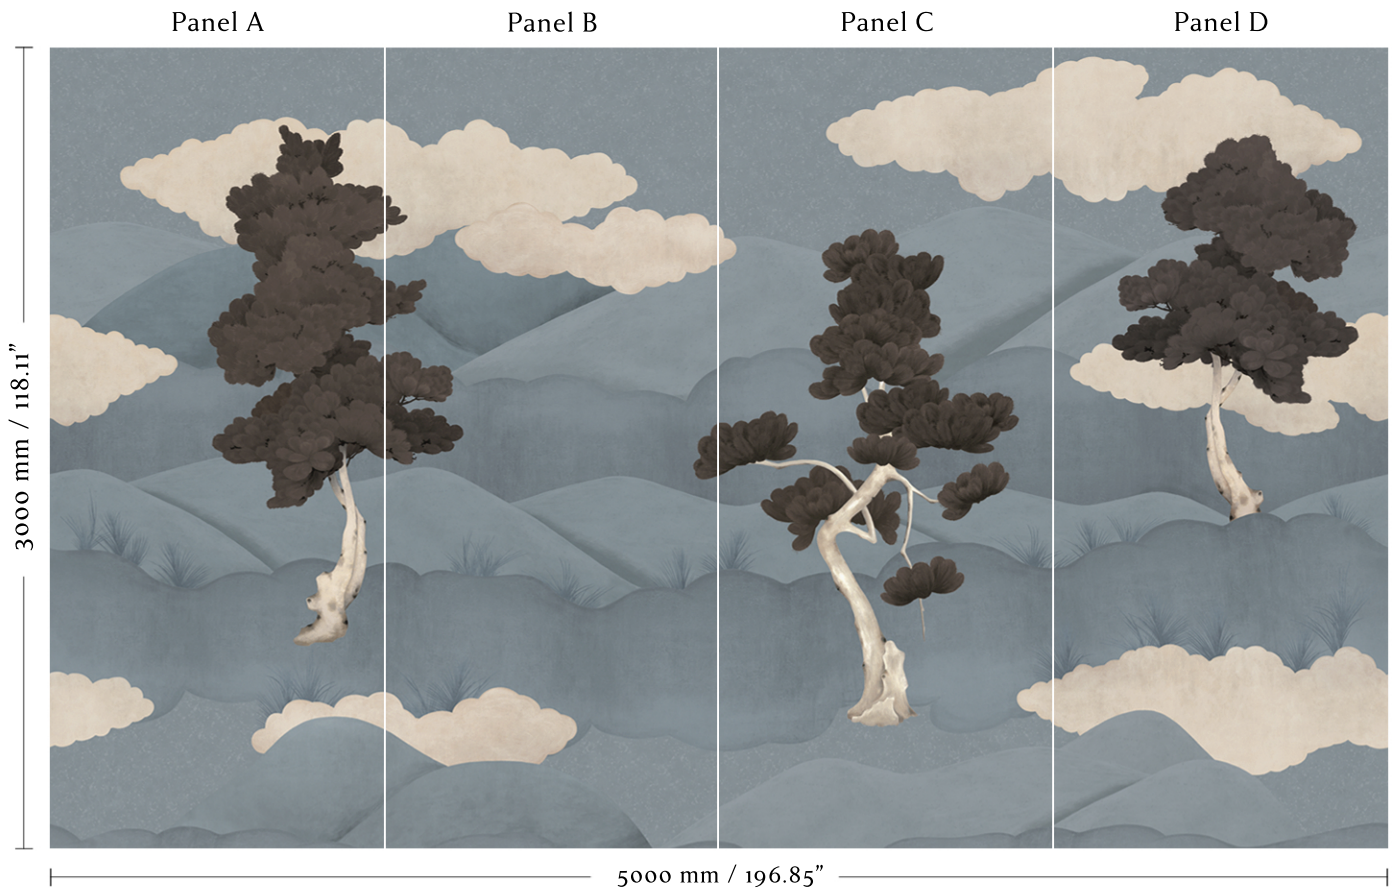 Panel A
Panel B
Panel C
Panel D
3000 mm / 118.11”
5000 mm / 196.85”